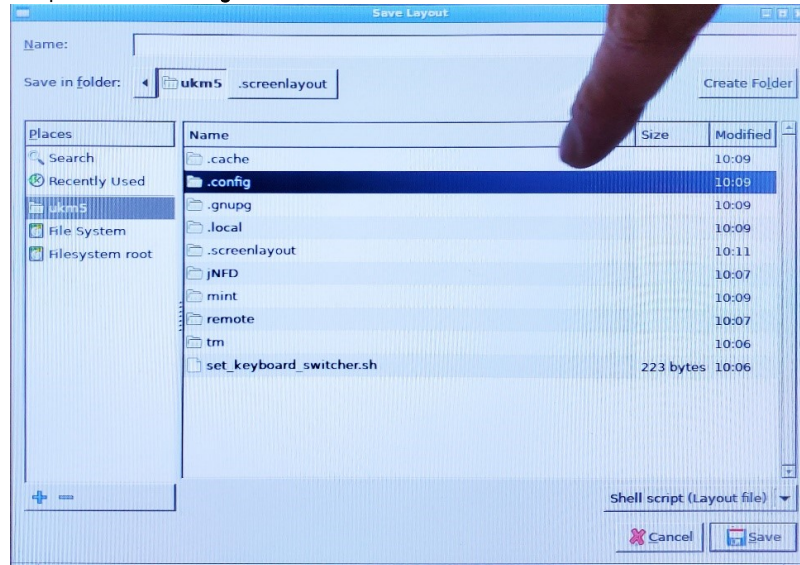 Save Layout
Name:
Save in folder: ukm5 .screenlayout Create Folder
Places Name Size Modified
Search .cache 10:09
Recently Used .config 10:09
ukm5 .gnupg 10:09
File System .local 10:09
Filesystem root .screenlayout 10:11
jNFD 10:07
mint 10:09
remote 10:07
tm 10:06
set_keyboard_switcher.sh 223 bytes 10:06
Shell script (Layout file)
Cancel Save